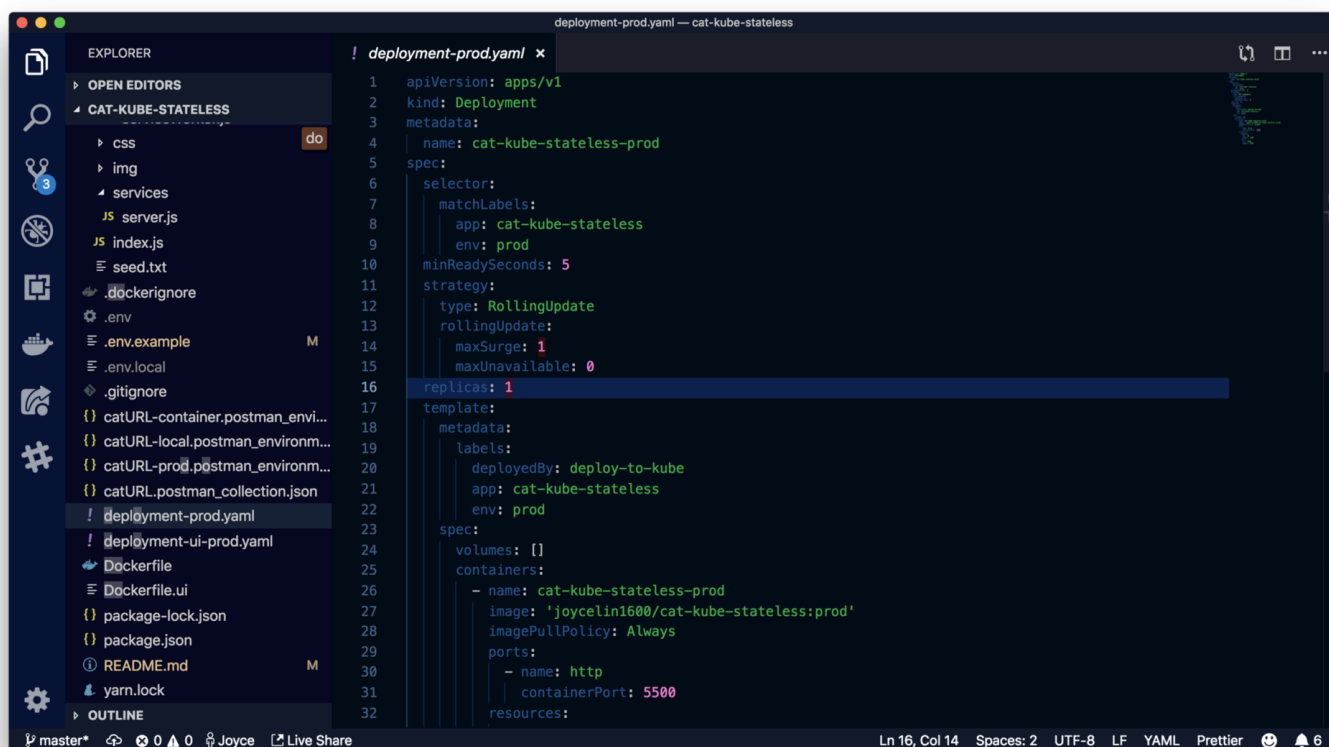 deployment-prod.yaml — cat-kube-stateless
EXPLORER
OPEN EDITORS
CAT-KUBE-STATELESS
do
css
img
services
JS server.js
JS index.js
seed.txt
.dockerignore
.env
.env.example M
.env.local
.gitignore
{} catURL-container.postman_envi...
{} catURL-local.postman_environm...
{} catURL-prod.postman_environm...
{} catURL.postman_collection.json
! deployment-prod.yaml
! deployment-ui-prod.yaml
Dockerfile
Dockerfile.ui
{} package-lock.json
{} package.json
README.md M
yarn.lock
OUTLINE
3
! deployment-prod.yaml ×
1 apiVersion: apps/v1
2 kind: Deployment
3 metadata:
4 name: cat-kube-stateless-prod
5 spec:
6 selector:
7 matchLabels:
8 app: cat-kube-stateless
9 env: prod
10 minReadySeconds: 5
11 strategy:
12 type: RollingUpdate
13 rollingUpdate:
14 maxSurge: 1
15 maxUnavailable: 0
16 replicas: 1
17 template:
18 metadata:
19 labels:
20 deployedBy: deploy-to-kube
21 app: cat-kube-stateless
22 env: prod
23 spec:
24 volumes: []
25 containers:
26 - name: cat-kube-stateless-prod
27 image: 'joycelin1600/cat-kube-stateless:prod'
28 imagePullPolicy: Always
29 ports:
30 - name: http
31 containerPort: 5500
32 resources:
master* 0 0 Joyce Live Share Ln 16, Col 14 Spaces: 2 UTF-8 LF YAML Prettier 6